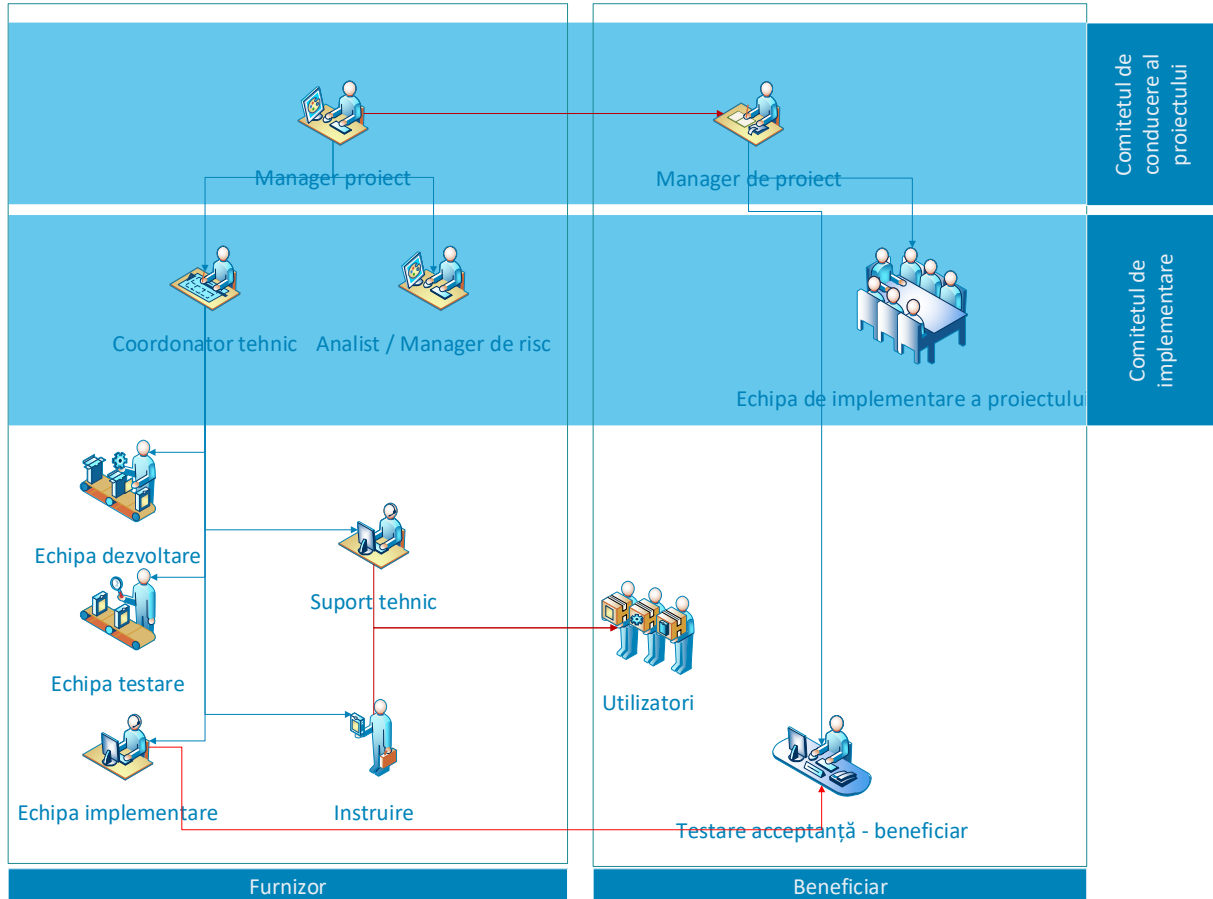 Manager proiect
Manager de proiect
Comitetul de
conducere al
proiectului
Coordonator tehnic
Analist / Manager de risc
Echipa de implementare a proiectului
Comitetul de
implementare
Echipa dezvoltare
Suport tehnic
Echipa testare
Utilizatori
Echipa implementare
Instruire
Testare acceptanță - beneficiar
Furnizor
Beneficiar